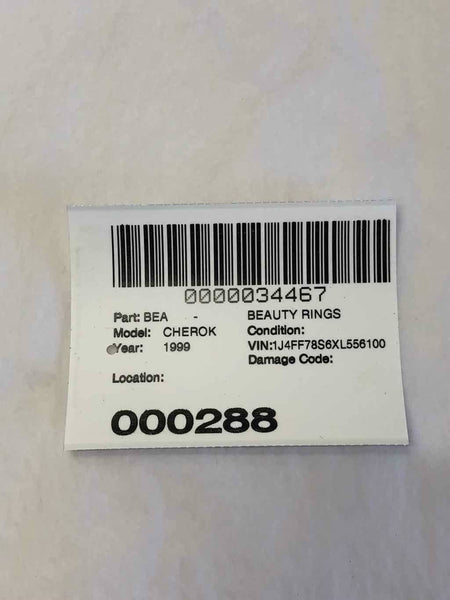 0000034467
Part: BEA - BEAUTY RINGS
Model: CHEROK Condition:
Year: 1999 VIN:1J4FF78S6XL556100
Damage Code:
Location:
000288